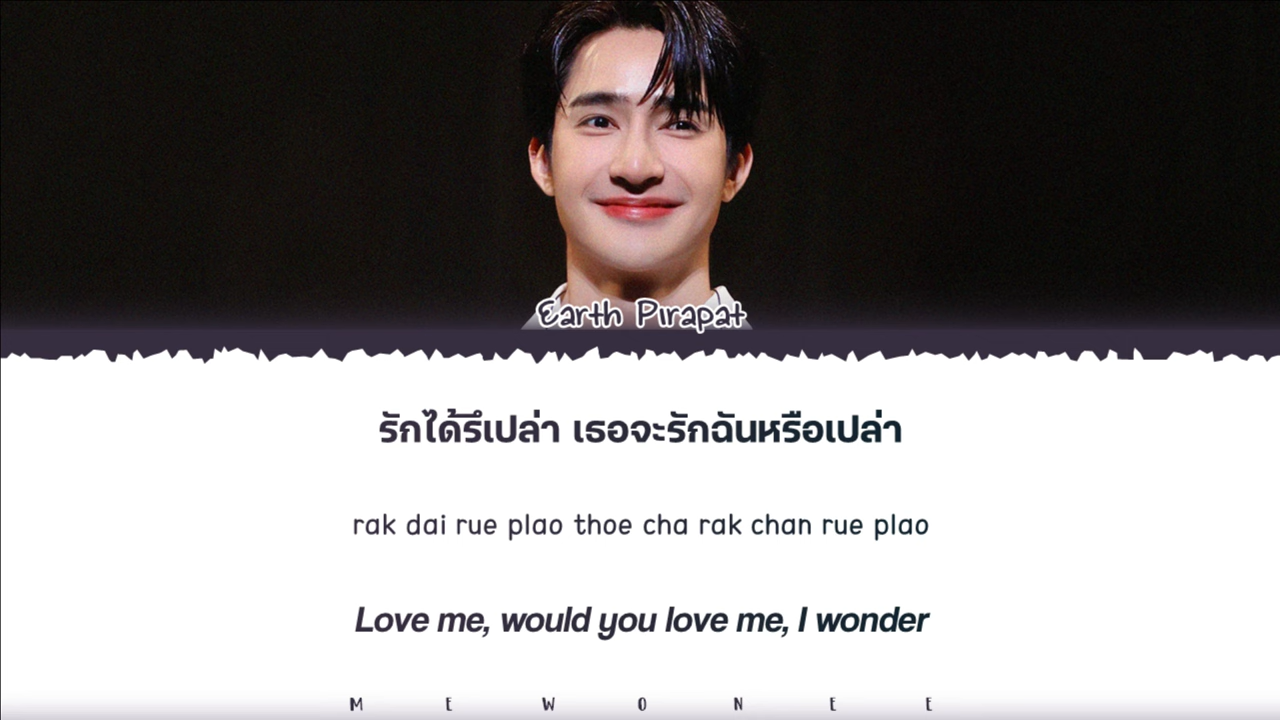 Earth Pirapat
รักได้รึเปล่า เธอจะรักฉันหรือเปล่า
rak dai rue plao thoe cha rak chan rue plao
Love me, would you love me, I wonder
M E W O N E E